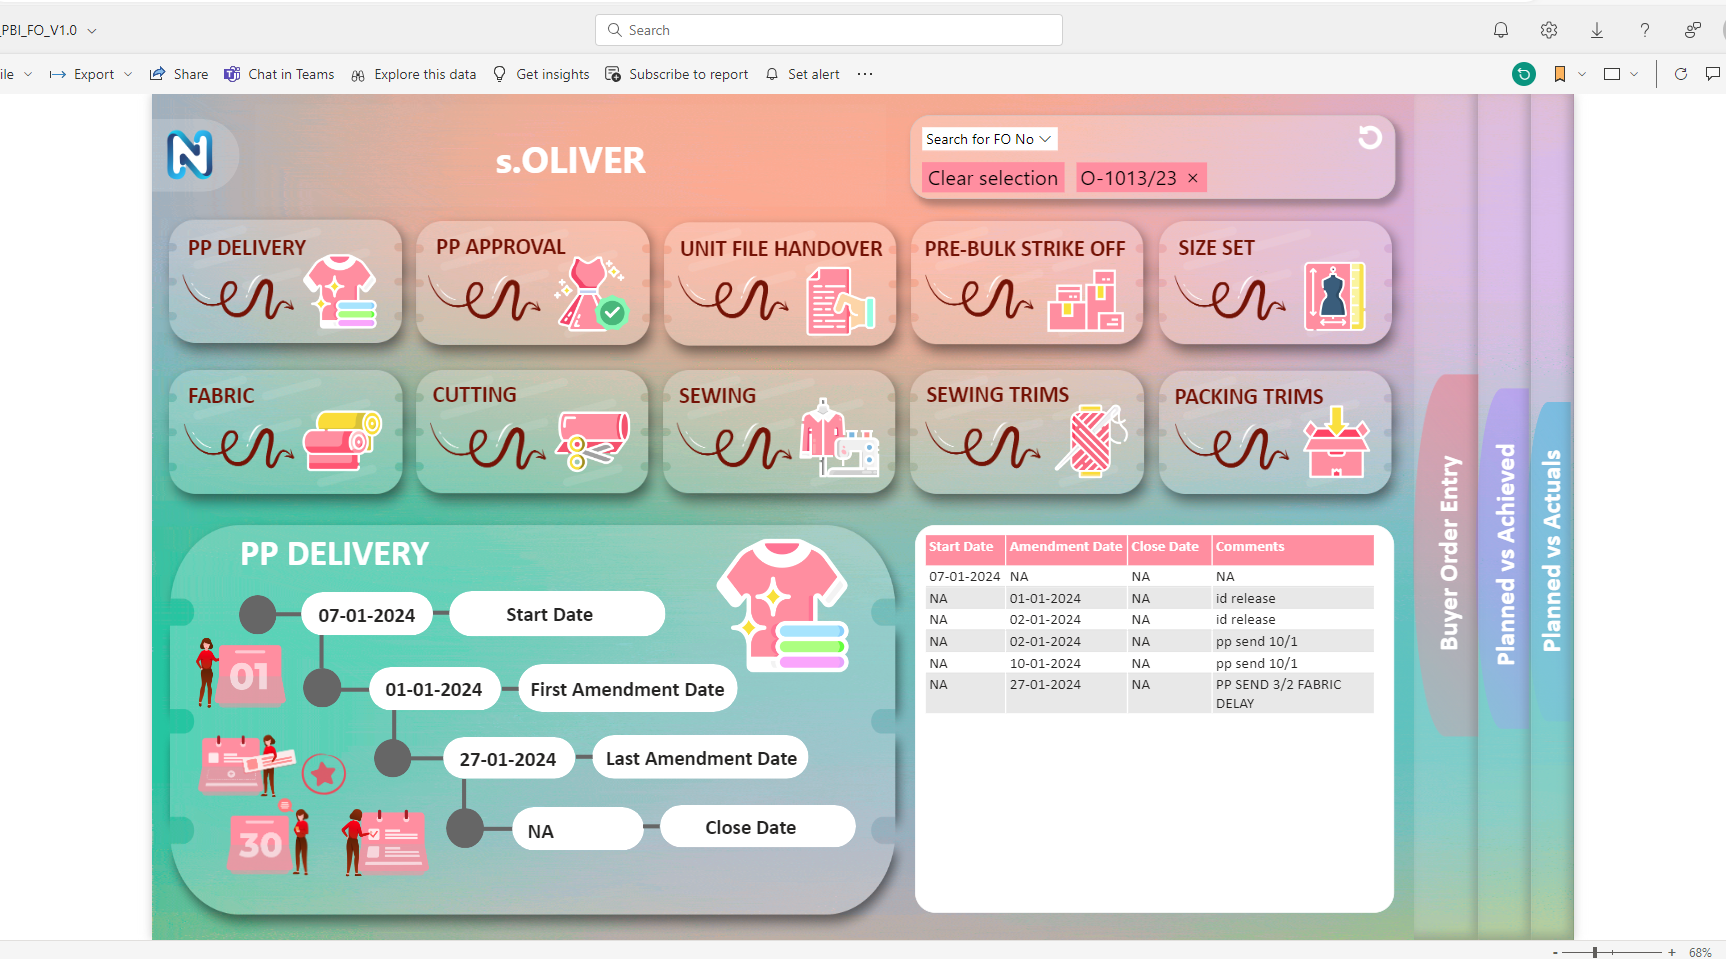 _PBI_FO_V1.0
Search
ile
Export
Share
Chat in Teams
Explore this data
Get insights
Subscribe to report
Set alert
N
s.OLIVER
Search for FO No
Clear selection
O-1013/23 ×
PP DELIVERY
PP APPROVAL
UNIT FILE HANDOVER
PRE-BULK STRIKE OFF
SIZE SET
FABRIC
CUTTING
SEWING
SEWING TRIMS
PACKING TRIMS
PP DELIVERY
07-01-2024 Start Date
01
01-01-2024 First Amendment Date
27-01-2024 Last Amendment Date
NA Close Date
30
Start Date Amendment Date Close Date Comments
07-01-2024 NA NA NA
NA 01-01-2024 NA id release
NA 02-01-2024 NA id release
NA 02-01-2024 NA pp send 10/1
NA 10-01-2024 NA pp send 10/1
NA 27-01-2024 NA PP SEND 3/2 FABRIC
DELAY
Buyer Order Entry
Planned vs Achieved
Planned vs Actuals
- + 68%